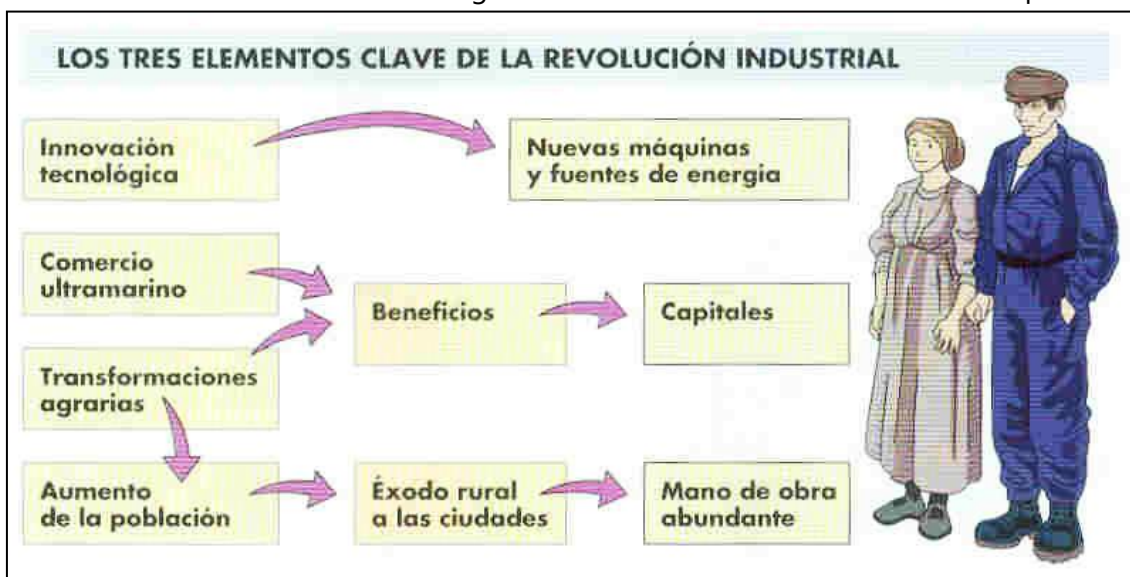 LOS TRES ELEMENTOS CLAVE DE LA REVOLUCIÓN INDUSTRIAL
Innovación
tecnológica
Nuevas máquinas
y fuentes de energía
Comercio
ultramarino
Beneficios
Capitales
Transformaciones
agrarias
Aumento
de la población
Éxodo rural
a las ciudades
Mano de obra
abundante